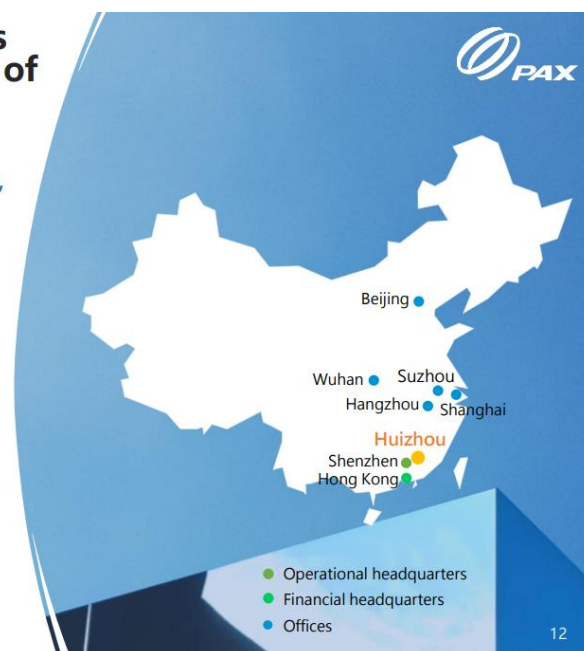 s
of
,
PAX
Beijing
Wuhan
Suzhou
Hangzhou
Shanghai
Huizhou
Shenzhen
Hong Kong
Operational headquarters
Financial headquarters
Offices
12